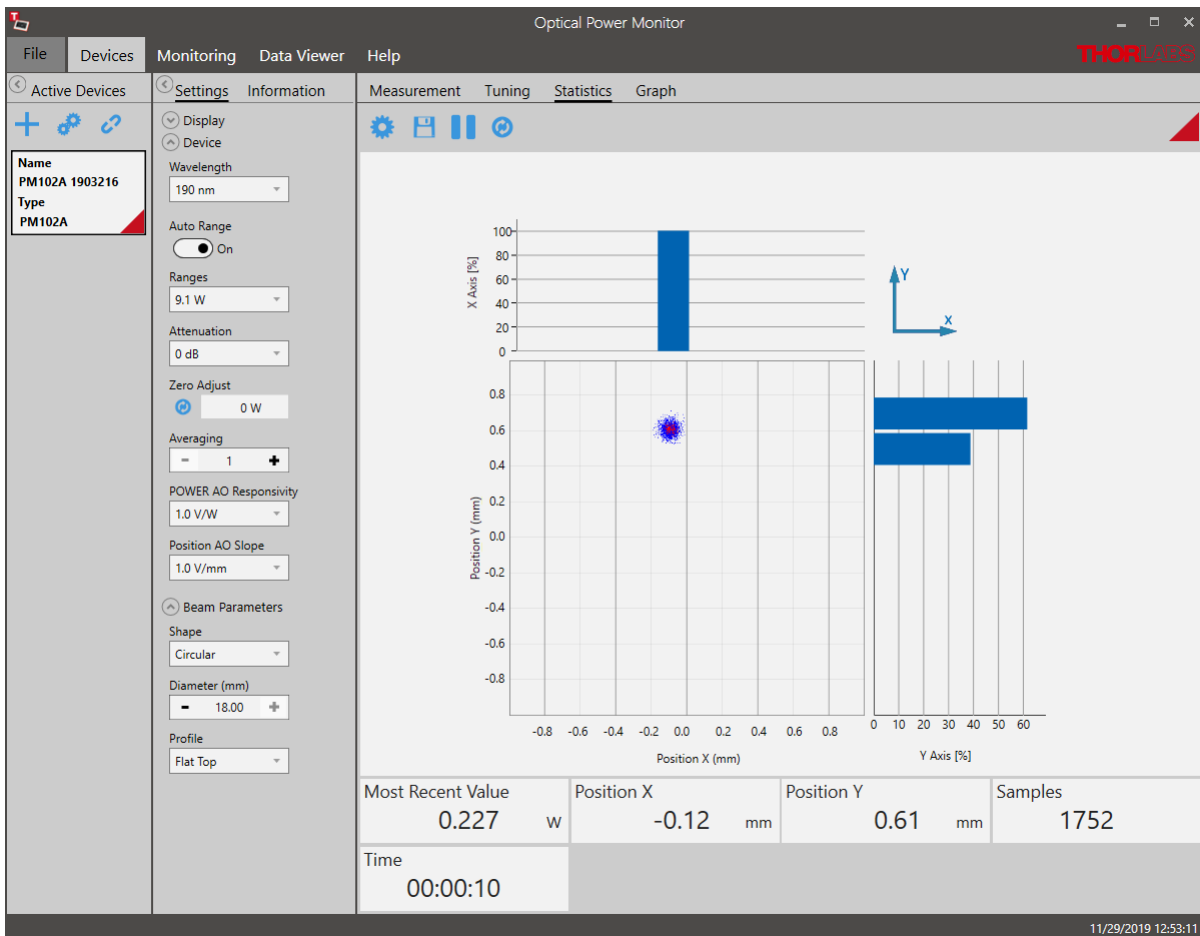 Optical Power Monitor
File Devices Monitoring Data Viewer Help
THORLABS
Active Devices
Name
PM102A 1903216
Type
PM102A
Settings Information
Display
Device
Wavelength
190 nm
Auto Range
On
Ranges
9.1 W
Attenuation
0 dB
Zero Adjust
0 W
Averaging
- 1 +
POWER AO Responsivity
1.0 V/W
Position AO Slope
1.0 V/mm
Beam Parameters
Shape
Circular
Diameter (mm)
- 18.00 +
Profile
Flat Top
Measurement Tuning Statistics Graph
X Axis [%]
100
80
60
40
20
0
Y
X
Position Y (mm)
0.8
0.6
0.4
0.2
0.0
-0.2
-0.4
-0.6
-0.8
-0.8 -0.6 -0.4 -0.2 0.0 0.2 0.4 0.6 0.8
Position X (mm)
0 10 20 30 40 50 60
Y Axis [%]
Most Recent Value
0.227 W
Position X
-0.12 mm
Position Y
0.61 mm
Samples
1752
Time
00:00:10
11/29/2019 12:53:11